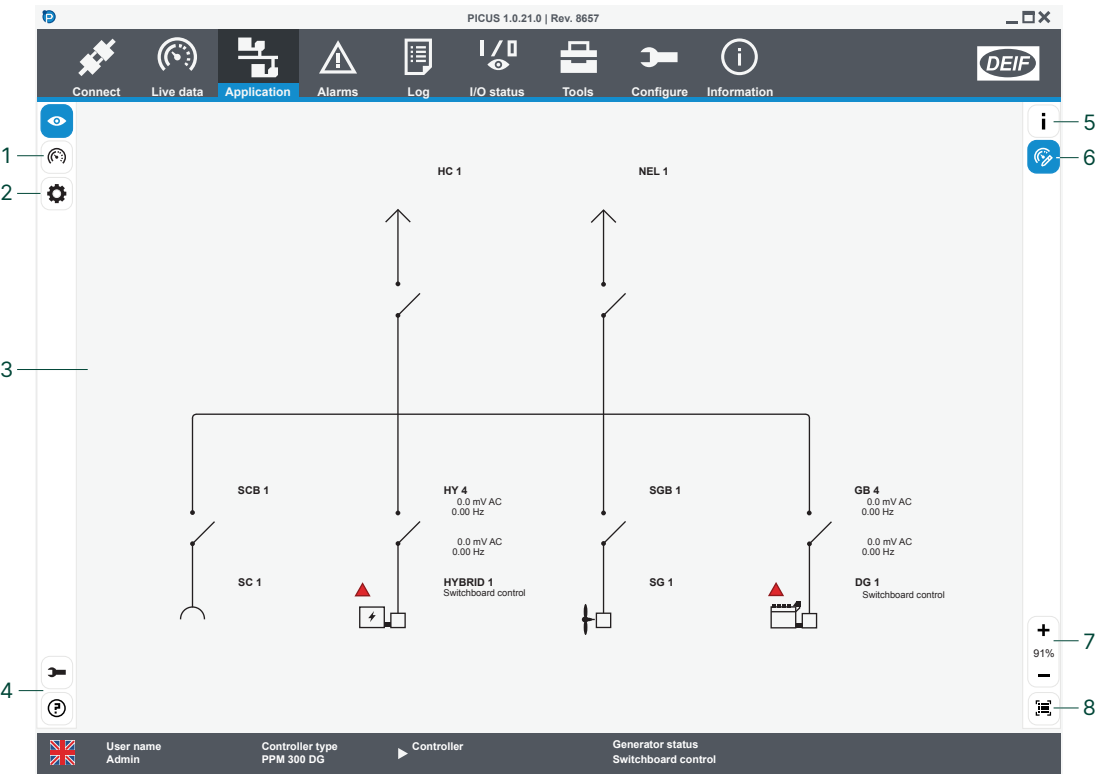 PICUS 1.0.21.0 | Rev. 8657
Connect
Live data
Application
Alarms
Log
I/O status
Tools
Configure
Information
DEIF
1
2
3
4
5
6
7
8
HC 1
NEL 1
SCB 1
HY 4
0.0 mV AC
0.00 Hz
SGB 1
GB 4
0.0 mV AC
0.00 Hz
0.0 mV AC
0.00 Hz
0.0 mV AC
0.00 Hz
SC 1
HYBRID 1
Switchboard control
SG 1
DG 1
Switchboard control
91%
User name
Admin
Controller type
PPM 300 DG
Controller
Generator status
Switchboard control